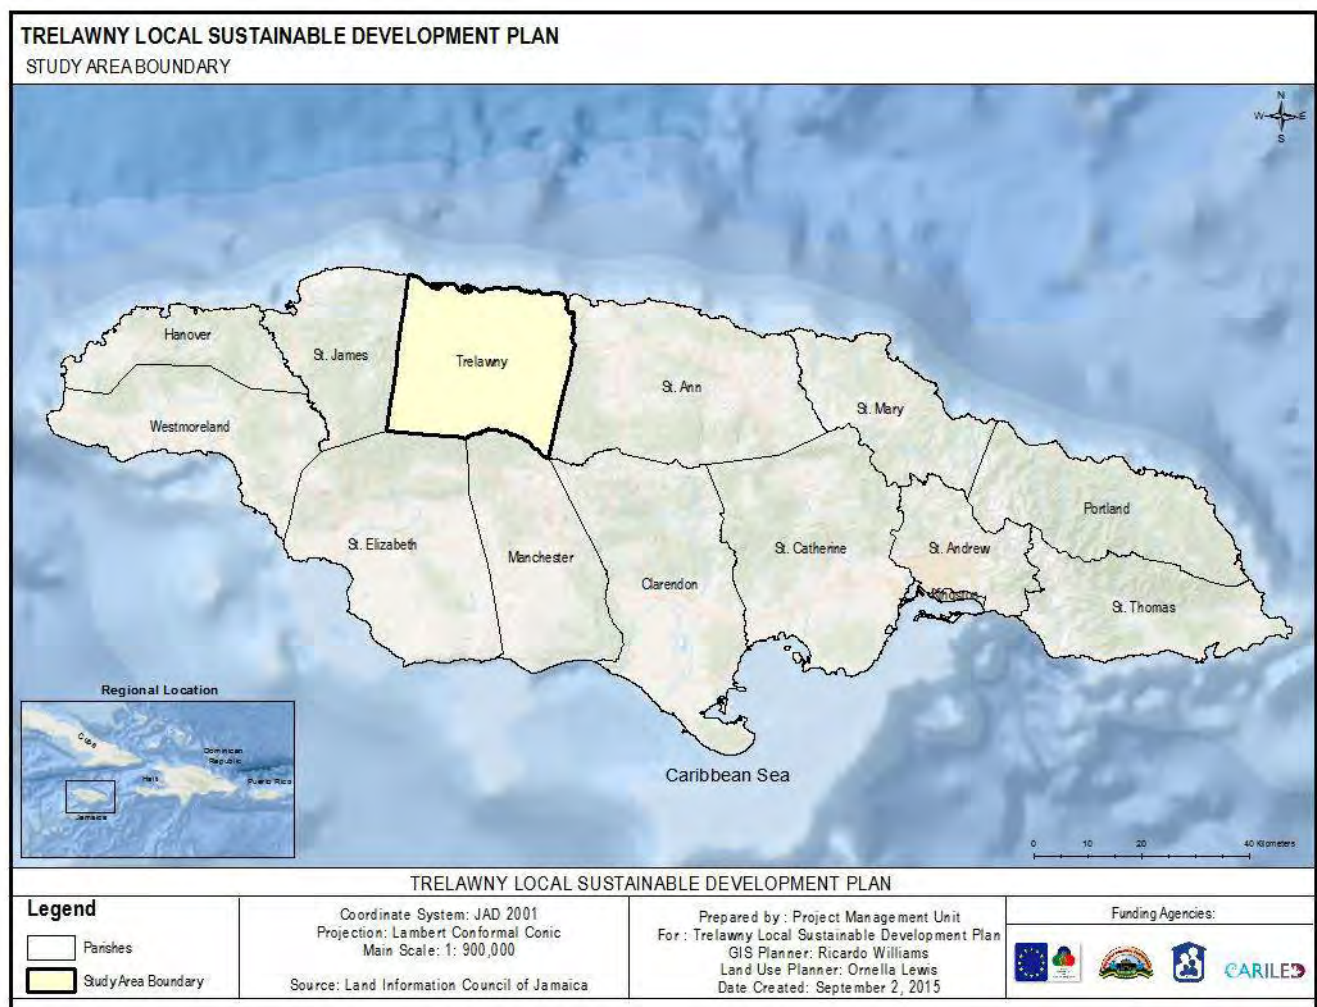 TRELAWNY LOCAL SUSTAINABLE DEVELOPMENT PLAN
STUDY AREA BOUNDARY
N
W E
S
Hanover
St. James
Trelawny
St. Ann
St. Mary
Westmoreland
Portland
St. Elizabeth
Manchester
Clarendon
St. Catherine
St. Andrew
Kingston
St. Thomas
Regional Location
Cuba
Dominican
Republic
Haiti
Puerto Rico
Jamaica
Caribbean Sea
0 10 20 40 Kilometers
TRELAWNY LOCAL SUSTAINABLE DEVELOPMENT PLAN
Legend
Parishes
Study Area Boundary
Coordinate System: JAD 2001
Projection: Lambert Conformal Conic
Main Scale: 1: 900,000
Source: Land Information Council of Jamaica
Prepared by : Project Management Unit
For : Trelawny Local Sustainable Development Plan
GIS Planner: Ricardo Williams
Land Use Planner: Ornella Lewis
Date Created: September 2, 2015
Funding Agencies:
CARILED